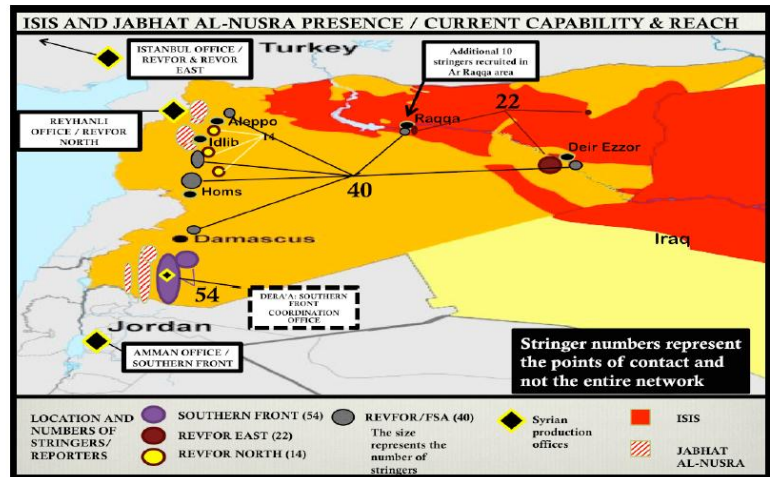 ISIS AND JABHAT AL-NUSRA PRESENCE / CURRENT CAPABILITY & REACH
ISTANBUL OFFICE /
REVFOR & REVOR
EAST
Turkey
Additional 10
stringers recruited in
Ar Raqqa area
REYHANLI
OFFICE / REVFOR
NORTH
Aleppo
14
Idlib
Raqqa
22
Deir Ezzor
Homs
40
Damascus
Iraq
54
DERA'A: SOUTHERN
FRONT
COORDINATION
OFFICE
Jordan
AMMAN OFFICE /
SOUTHERN FRONT
Stringer numbers represent
the points of contact and
not the entire network
LOCATION AND
NUMBERS OF
STRINGERS/
REPORTERS
SOUTHERN FRONT (54)
REVFOR EAST (22)
REVFOR NORTH (14)
REVFOR/FSA (40)
The size
represents the
number of
stringers
Syrian
production
offices
ISIS
JABHAT
AL-NUSRA